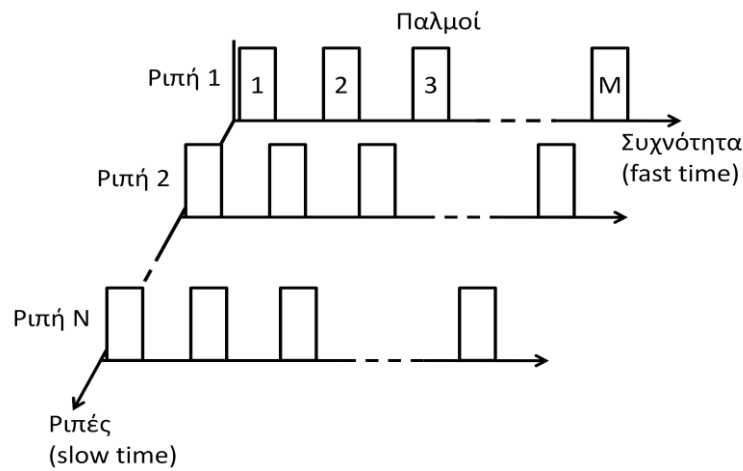 Παλμοί
Ριπή 1
1
2
3
M
Συχνότητα
(fast time)
Ριπή 2
Ριπή N
Ριπές
(slow time)